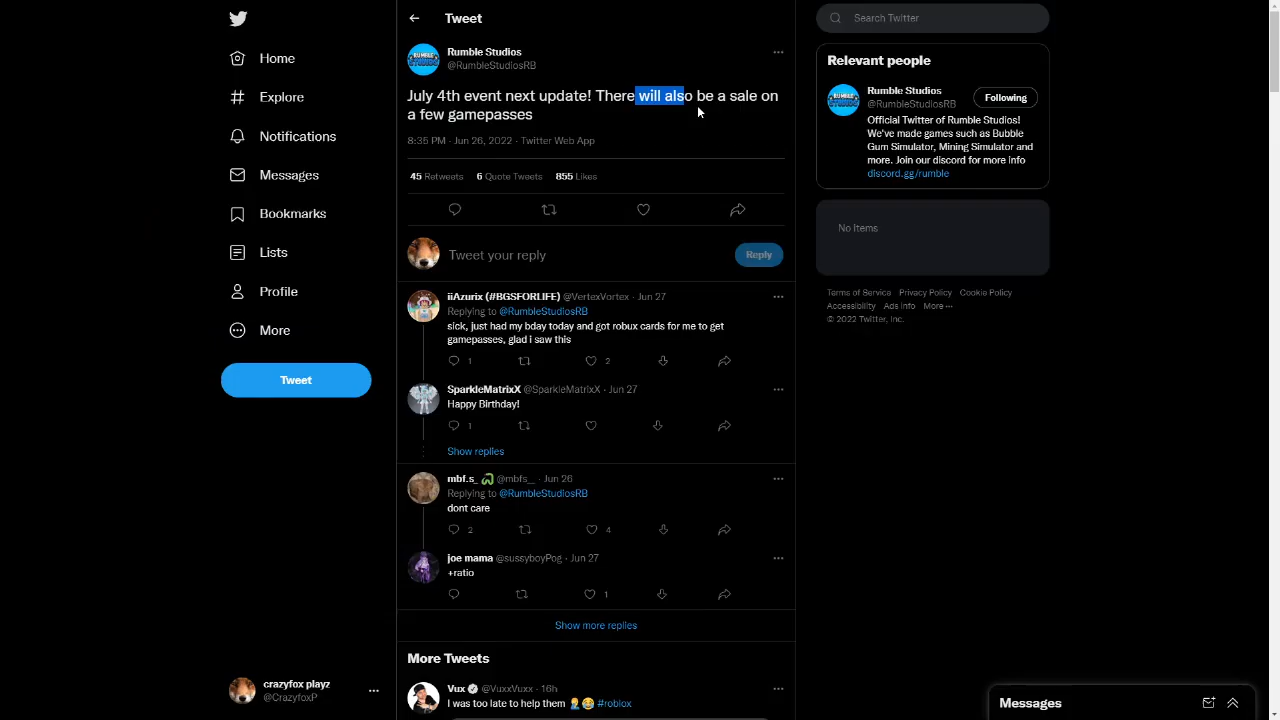 Tweet
Search Twitter
Home
Explore
Notifications
Messages
Bookmarks
Lists
Profile
More
Tweet
crazyfox playz
@CrazyfoxP
RUMBLE STUDIOS
Rumble Studios
@RumbleStudiosRB
July 4th event next update! There will also be a sale on
a few gamepasses
8:35 PM · Jun 26, 2022 · Twitter Web App
45 Retweets 6 Quote Tweets 855 Likes
Tweet your reply
Reply
iiAzurix (#BGSFORLIFE) @VertexVortex · Jun 27
Replying to @RumbleStudiosRB
sick, just had my bday today and got robux cards for me to get
gamepasses, glad i saw this
1 2
SparkleMatrixX @SparkleMatrixX · Jun 27
Happy Birthday!
1
Show replies
mbf.s_ @mbfs__ · Jun 26
Replying to @RumbleStudiosRB
dont care
2 4
joe mama @sussyboyPog · Jun 27
+ratio
1
Show more replies
More Tweets
Vux @VuxxVuxx · 16h
I was too late to help them #roblox
Relevant people
RUMBLE STUDIOS
Rumble Studios
@RumbleStudiosRB
Following
Official Twitter of Rumble Studios!
We've made games such as Bubble
Gum Simulator, Mining Simulator and
more. Join our discord for more info
discord.gg/rumble
No Items
Terms of Service Privacy Policy Cookie Policy
Accessibility Ads info More ···
© 2022 Twitter, Inc.
Messages